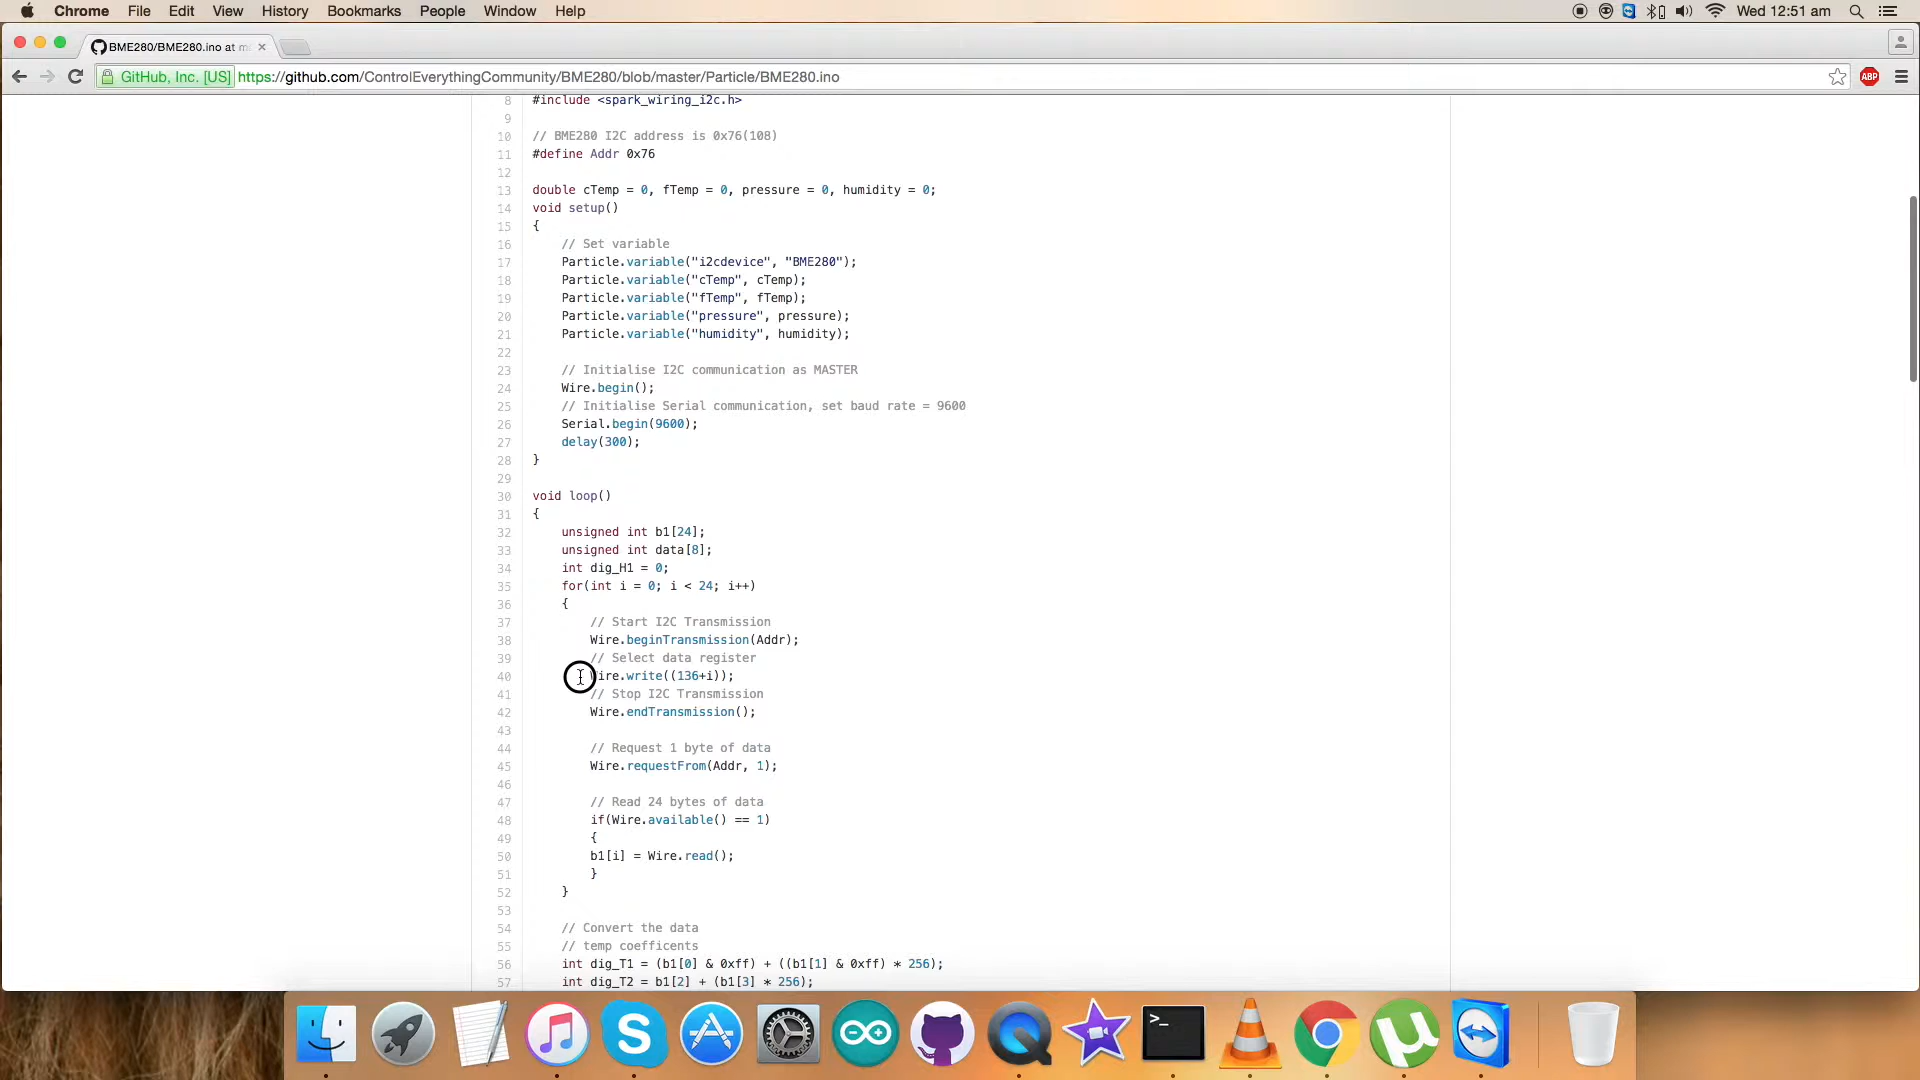 Chrome File Edit View History Bookmarks People Window Help Wed 12:51 am
BME280/BME280.ino at m
GitHub, Inc. [US] https://github.com/ControlEverythingCommunity/BME280/blob/master/Particle/BME280.ino
ABP
8 #include <spark_wiring_i2c.h>
9
10 // BME280 I2C address is 0x76(108)
11 #define Addr 0x76
12
13 double cTemp = 0, fTemp = 0, pressure = 0, humidity = 0;
14 void setup()
15 {
16 // Set variable
17 Particle.variable("i2cdevice", "BME280");
18 Particle.variable("cTemp", cTemp);
19 Particle.variable("fTemp", fTemp);
20 Particle.variable("pressure", pressure);
21 Particle.variable("humidity", humidity);
22
23 // Initialise I2C communication as MASTER
24 Wire.begin();
25 // Initialise Serial communication, set baud rate = 9600
26 Serial.begin(9600);
27 delay(300);
28 }
29
30 void loop()
31 {
32 unsigned int b1[24];
33 unsigned int data[8];
34 int dig_H1 = 0;
35 for(int i = 0; i < 24; i++)
36 {
37 // Start I2C Transmission
38 Wire.beginTransmission(Addr);
39 // Select data register
40 Wire.write((136+i));
41 // Stop I2C Transmission
42 Wire.endTransmission();
43
44 // Request 1 byte of data
45 Wire.requestFrom(Addr, 1);
46
47 // Read 24 bytes of data
48 if(Wire.available() == 1)
49 {
50 b1[i] = Wire.read();
51 }
52 }
53
54 // Convert the data
55 // temp coefficents
56 int dig_T1 = (b1[0] & 0xff) + ((b1[1] & 0xff) * 256);
57 int dig_T2 = b1[2] + (b1[3] * 256);